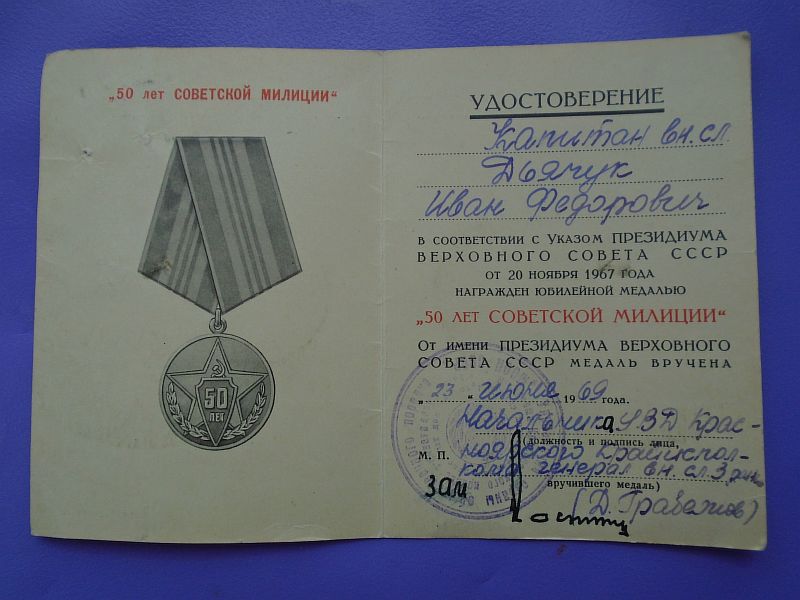 „50 лет СОВЕТСКОЙ МИЛИЦИИ“
50
ЛЕТ
УДОСТОВЕРЕНИЕ
Капитан вн. сл.
Дьячук
Иван Федорович
В СООТВЕТСТВИИ С УКАЗОМ ПРЕЗИДИУМА
ВЕРХОВНОГО СОВЕТА СССР
ОТ 20 НОЯБРЯ 1967 ГОДА
НАГРАЖДЕН ЮБИЛЕЙНОЙ МЕДАЛЬЮ
„50 ЛЕТ СОВЕТСКОЙ МИЛИЦИИ“
ОТ ИМЕНИ ПРЕЗИДИУМА ВЕРХОВНОГО
СОВЕТА СССР МЕДАЛЬ ВРУЧЕНА
„23“ июня 1969 года.
Начальника УВД Крас-
(должность и подпись лица,
М. П. ноярского крайиспол-
кома генерал вн. сл. 3 ранга
вручившего медаль)
зам